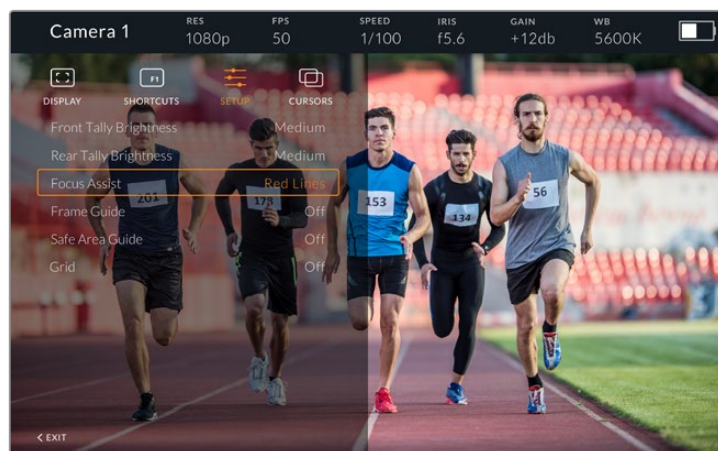 Camera 1
RES FPS SPEED IRIS GAIN WB
1080p 50 1/100 f5.6 +12db 5600K
F1
DISPLAY SHORTCUTS SETUP CURSORS
Front Tally Brightness Medium
Rear Tally Brightness Medium
Focus Assist Red Lines
Frame Guide Off
Safe Area Guide Off
Grid Off
201
178
153
134
56
< EXIT